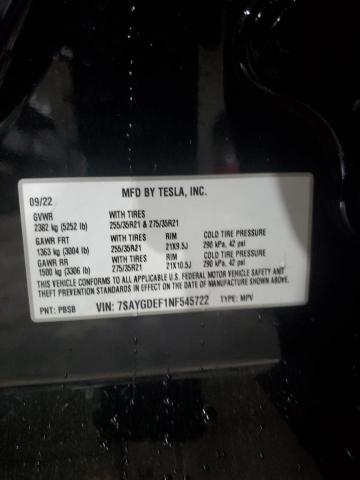 09/22 MFD BY TESLA, INC.
GVWR WITH TIRES
2382 kg (5252 lb) 255/35R21 & 275/35R21
GAWR FRT WITH TIRES RIM COLD TIRE PRESSURE
1363 kg (3004 lb) 255/35R21 21X9.5J 290 kPa, 42 psi
GAWR RR WITH TIRES RIM COLD TIRE PRESSURE
1500 kg (3306 lb) 275/35R21 21X10.5J 290 kPa, 42 psi
THIS VEHICLE CONFORMS TO ALL APPLICABLE U.S. FEDERAL MOTOR VEHICLE SAFETY AND
THEFT PREVENTION STANDARDS IN EFFECT ON THE DATE OF MANUFACTURE SHOWN ABOVE.
PNT: PBSB VIN: 7SAYGDEF1NF545722 TYPE: MPV